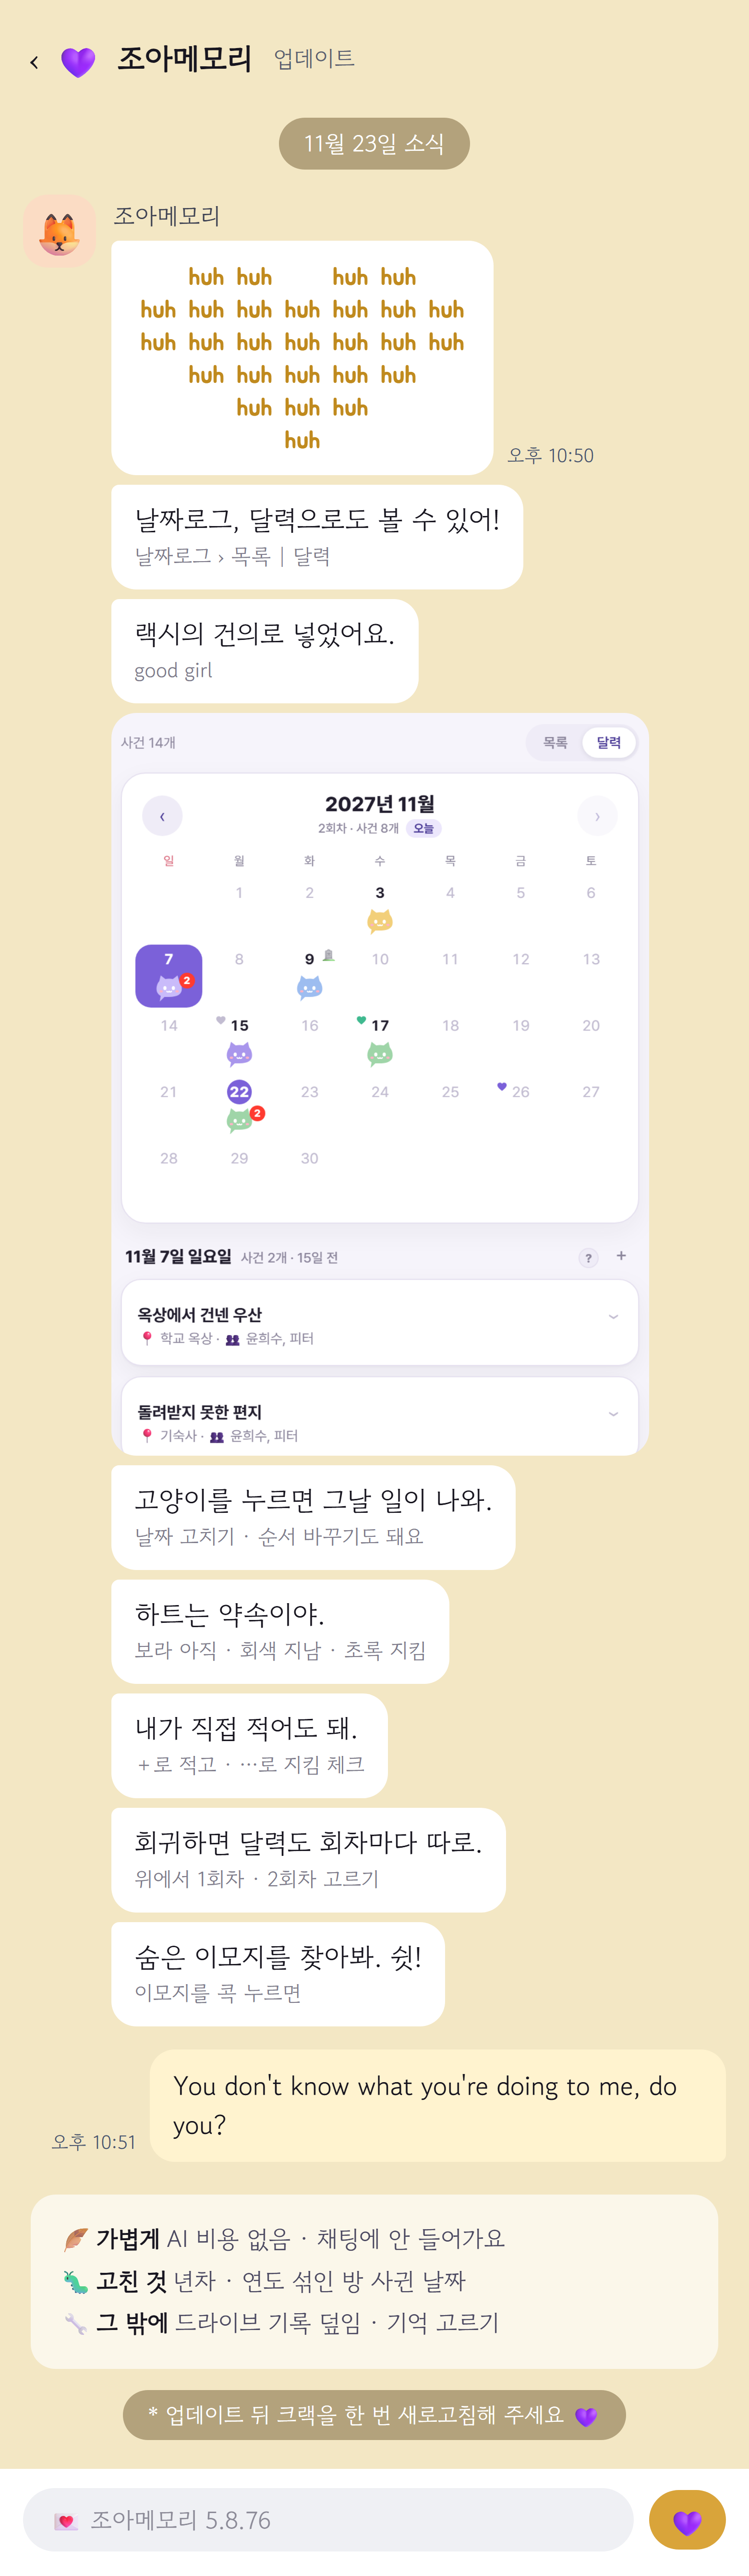 ‹ 조아메모리 업데이트
11월 23일 소식
조아메모리
huh huh huh huh
huh huh huh huh huh huh huh
huh huh huh huh huh huh huh
huh huh huh huh huh
huh huh huh
huh
오후 10:50
날짜로그, 달력으로도 볼 수 있어!
날짜로그 › 목록 | 달력
랙시의 건의로 넣었어요.
good girl
사건 14개 목록 달력
‹ 2027년 11월 ›
2회차 · 사건 8개 오늘
일 월 화 수 목 금 토
1 2 3 4 5 6
7 8 9 10 11 12 13
2
14 15 16 17 18 19 20
21 22 23 24 25 26 27
2
28 29 30
11월 7일 일요일 사건 2개 · 15일 전 ? +
옥상에서 건넨 우산
학교 옥상 · 윤희수, 피터
돌려받지 못한 편지
기숙사 · 윤희수, 피터
고양이를 누르면 그날 일이 나와.
날짜 고치기 · 순서 바꾸기도 돼요
하트는 약속이야.
보라 아직 · 회색 지남 · 초록 지킴
내가 직접 적어도 돼.
+로 적고 · …로 지킴 체크
회귀하면 달력도 회차마다 따로.
위에서 1회차 · 2회차 고르기
숨은 이모지를 찾아봐. 쉿!
이모지를 콕 누르면
You don't know what you're doing to me, do
you?
오후 10:51
가볍게 AI 비용 없음 · 채팅에 안 들어가요
고친 것 년차 · 연도 섞인 방 사귄 날짜
그 밖에 드라이브 기록 덮임 · 기억 고르기
* 업데이트 뒤 크랙을 한 번 새로고침해 주세요
조아메모리 5.8.76